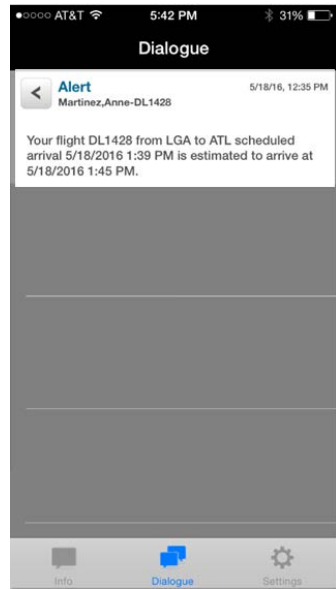 AT&T 5:42 PM 31%
Dialogue
Alert 5/18/16, 12:35 PM
Martinez,Anne-DL1428
Your flight DL1428 from LGA to ATL scheduled
arrival 5/18/2016 1:39 PM is estimated to arrive at
5/18/2016 1:45 PM.
Info Dialogue Settings